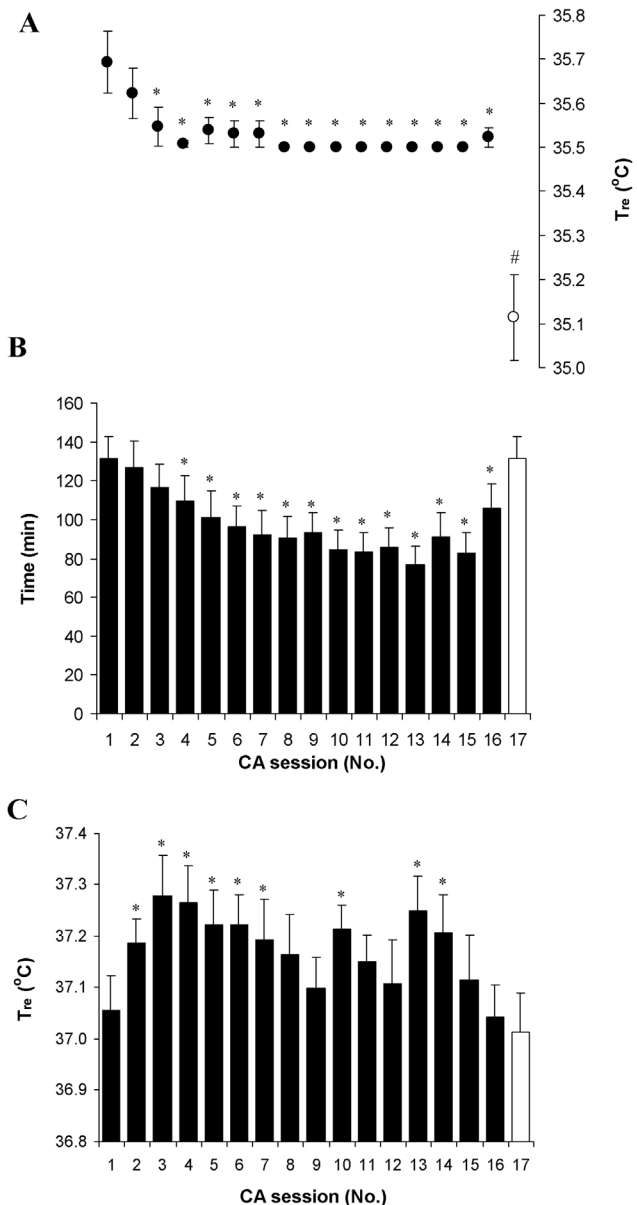 A
35.8
35.7
35.6
35.5
35.4
35.3
35.2
35.1
35.0
Tre (oC)
* * * * * * * * * * * * * *
#
B
160
140
120
100
80
60
40
20
0
Time (min)
* * * * * * * * * * * * *
1 2 3 4 5 6 7 8 9 10 11 12 13 14 15 16 17
CA session (No.)
C
37.4
37.3
37.2
37.1
37.0
36.9
36.8
Tre (oC)
* * * * * * * * *
1 2 3 4 5 6 7 8 9 10 11 12 13 14 15 16 17
CA session (No.)